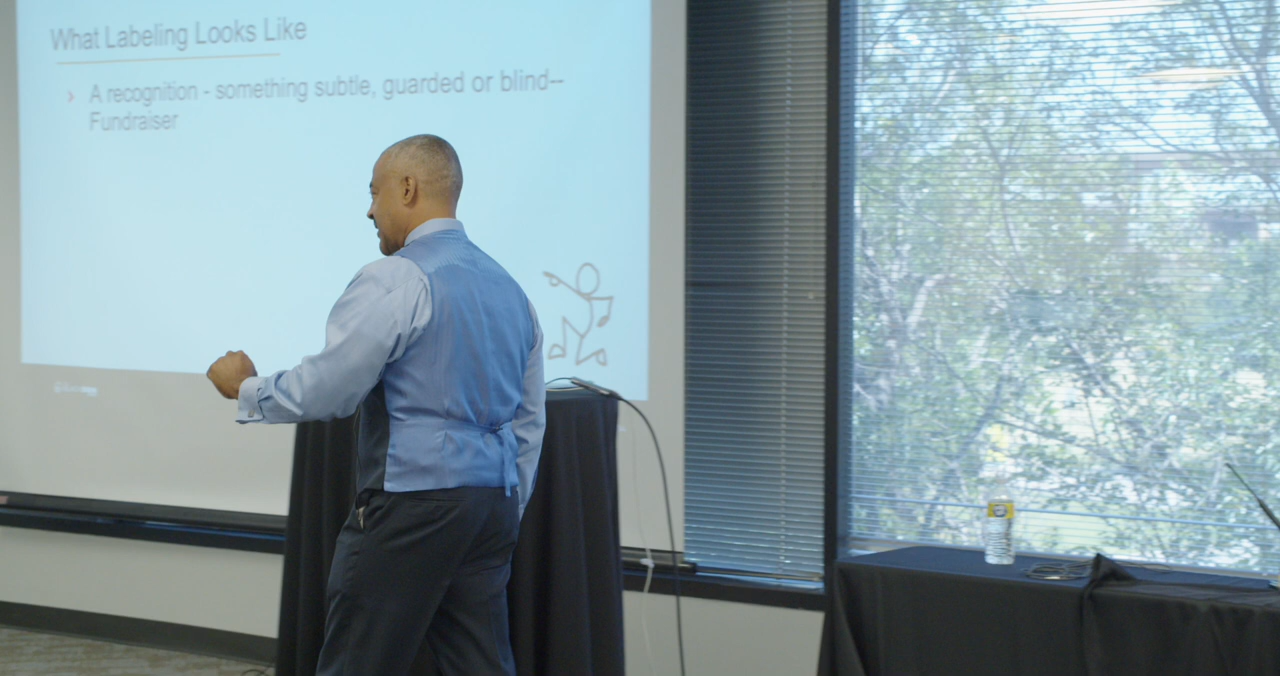 What Labeling Looks Like
A recognition - something subtle, guarded or blind--
Fundraiser